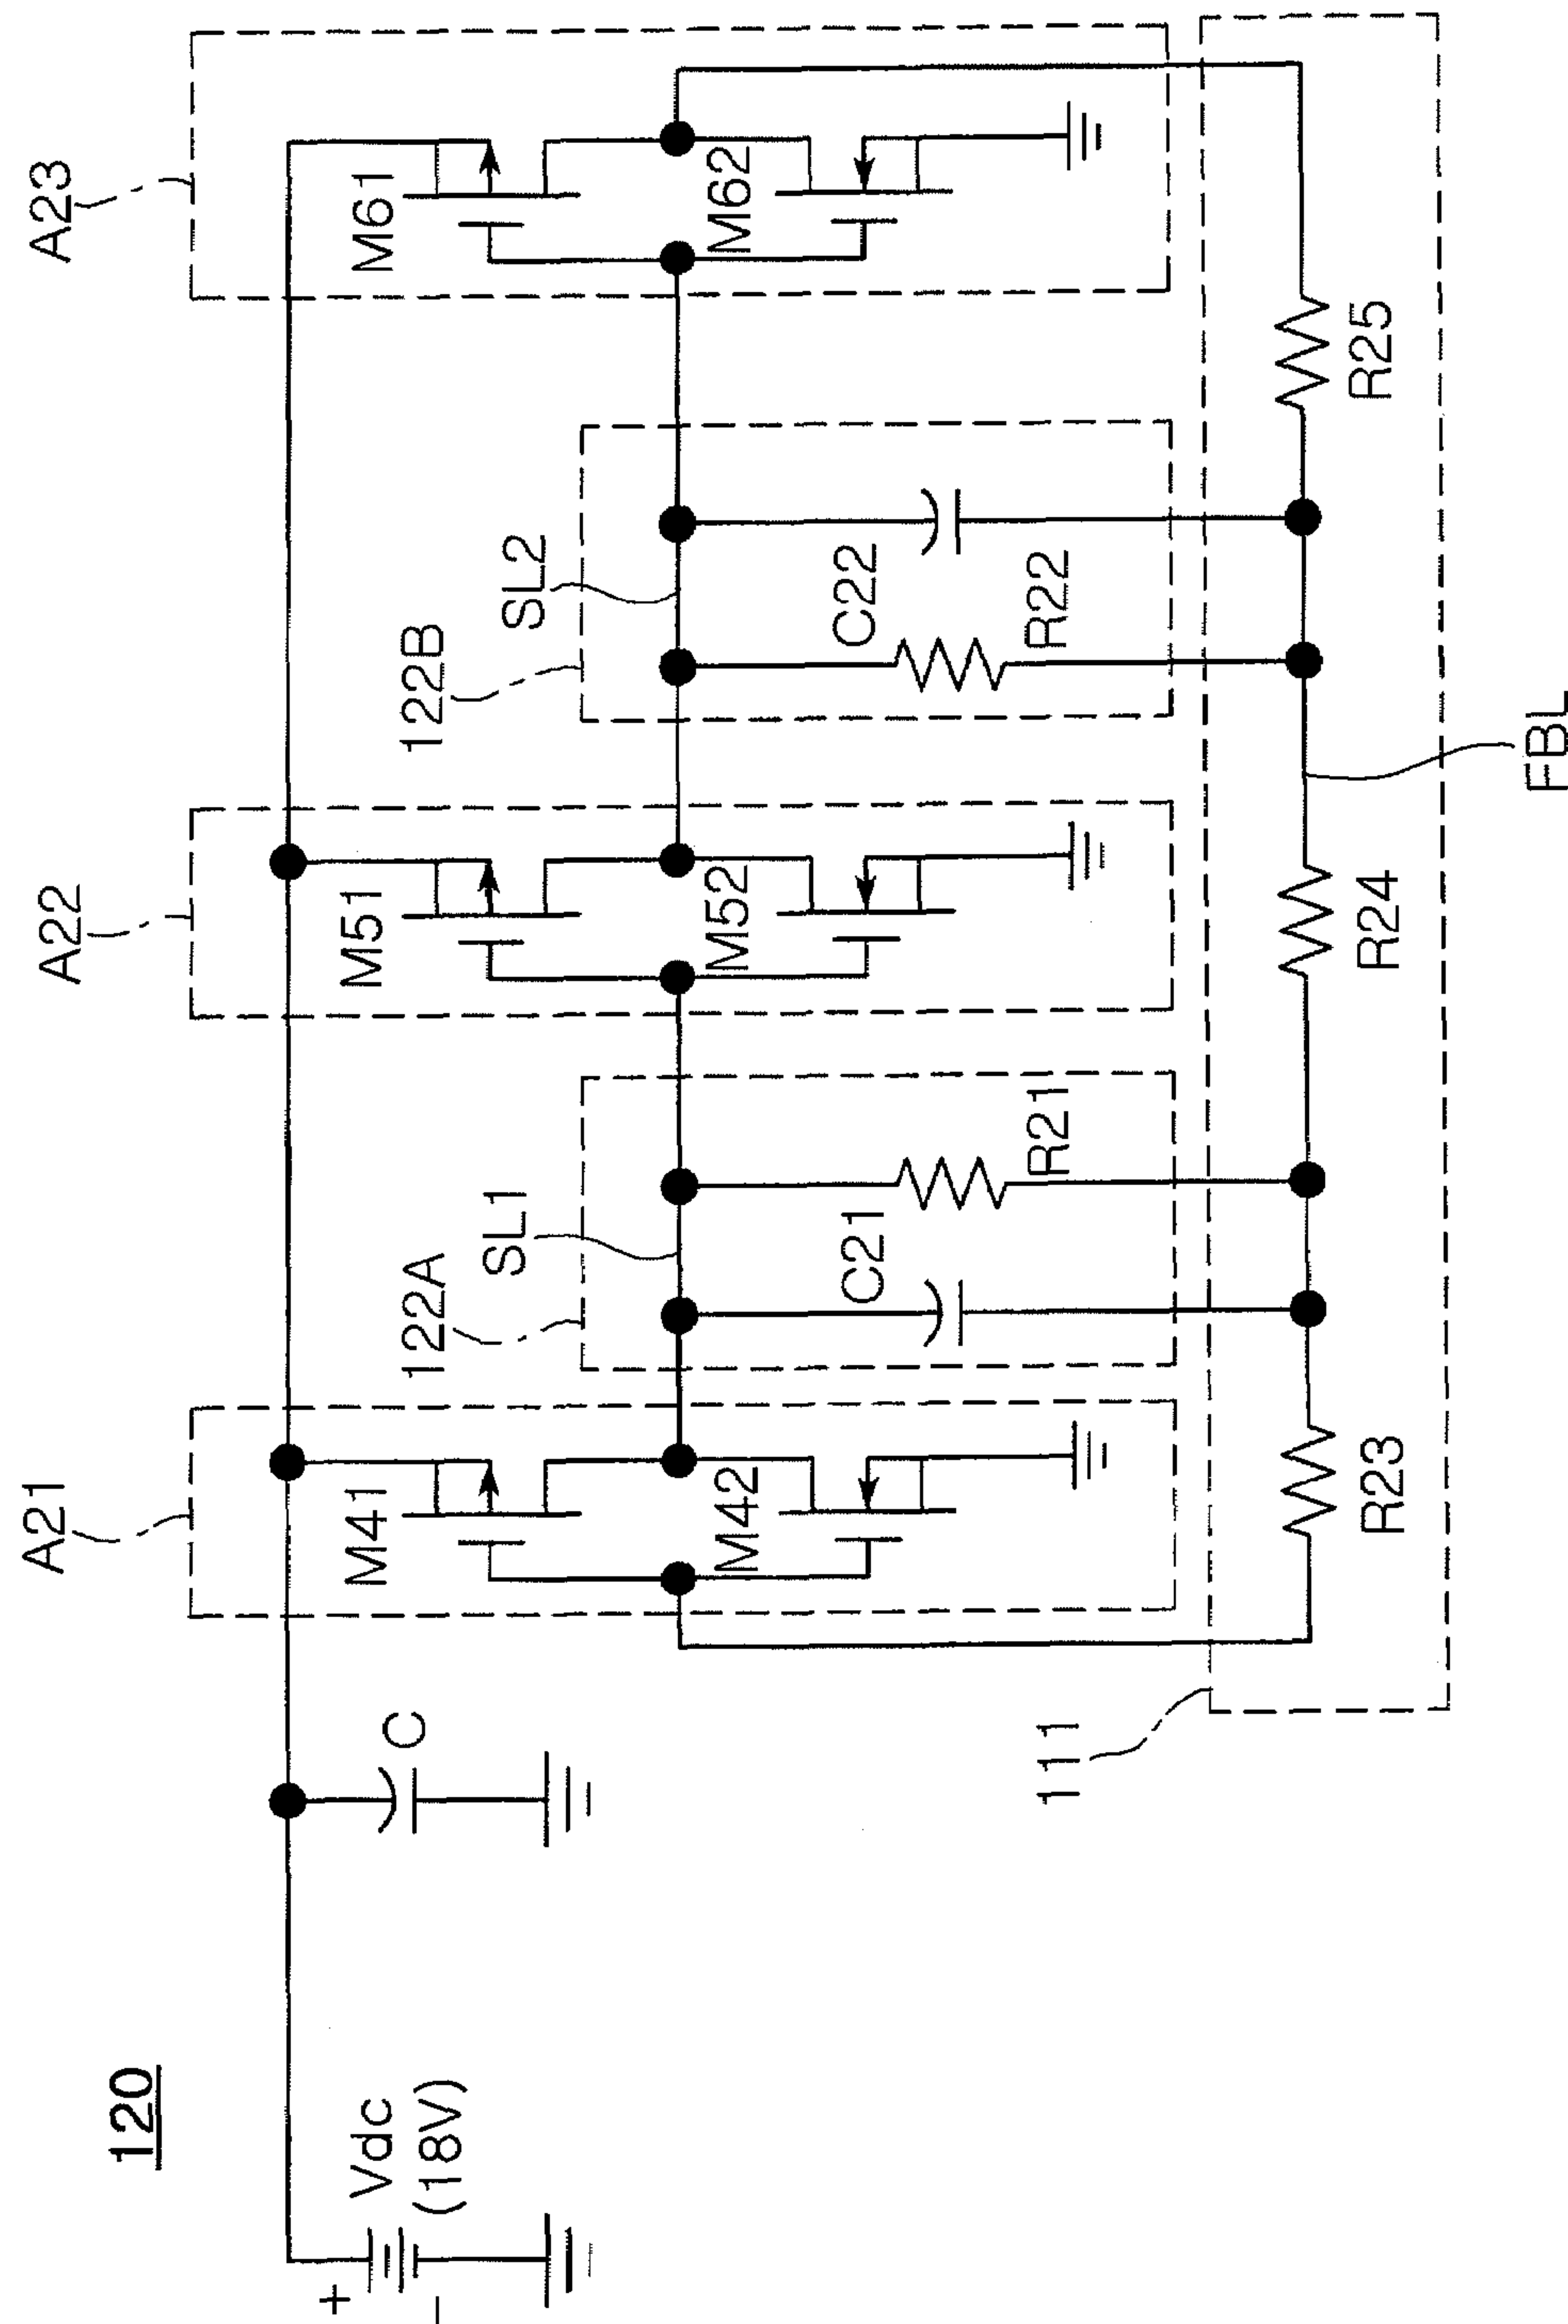 120
Vdc
(18V)
+
−
C
A21
M41
M42
122A
SL1
C21
R21
A22
M51
M52
122B
SL2
C22
R22
A23
M61
M62
111
R23
R24
R25
FBL